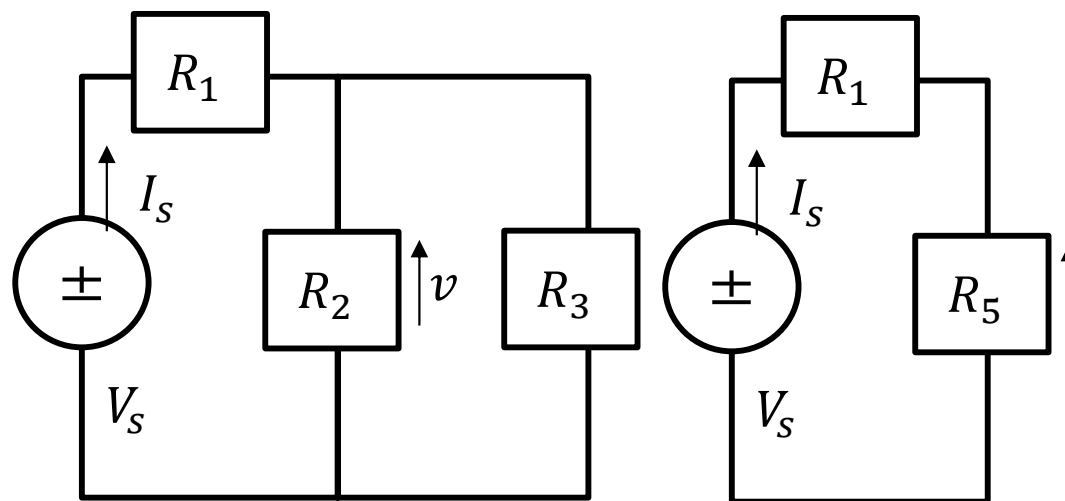 R₁
Iₛ
±
R₂
v
R₃
Vₛ
R₁
Iₛ
±
R₅
Vₛ